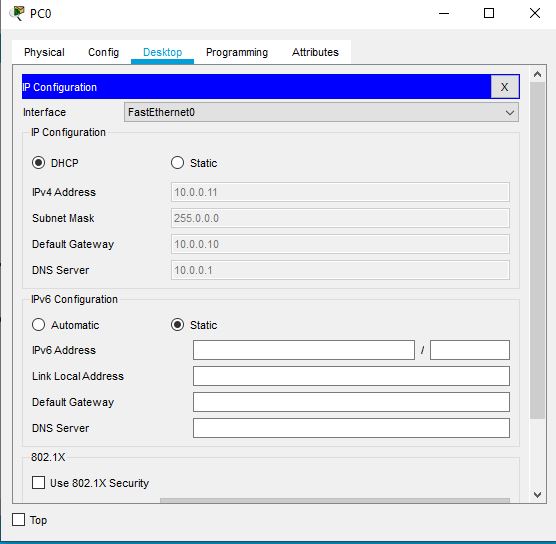 PC0
Physical Config Desktop Programming Attributes
IP Configuration X
Interface FastEthernet0
IP Configuration
DHCP Static
IPv4 Address 10.0.0.11
Subnet Mask 255.0.0.0
Default Gateway 10.0.0.10
DNS Server 10.0.0.1
IPv6 Configuration
Automatic Static
IPv6 Address /
Link Local Address
Default Gateway
DNS Server
802.1X
Use 802.1X Security
Top